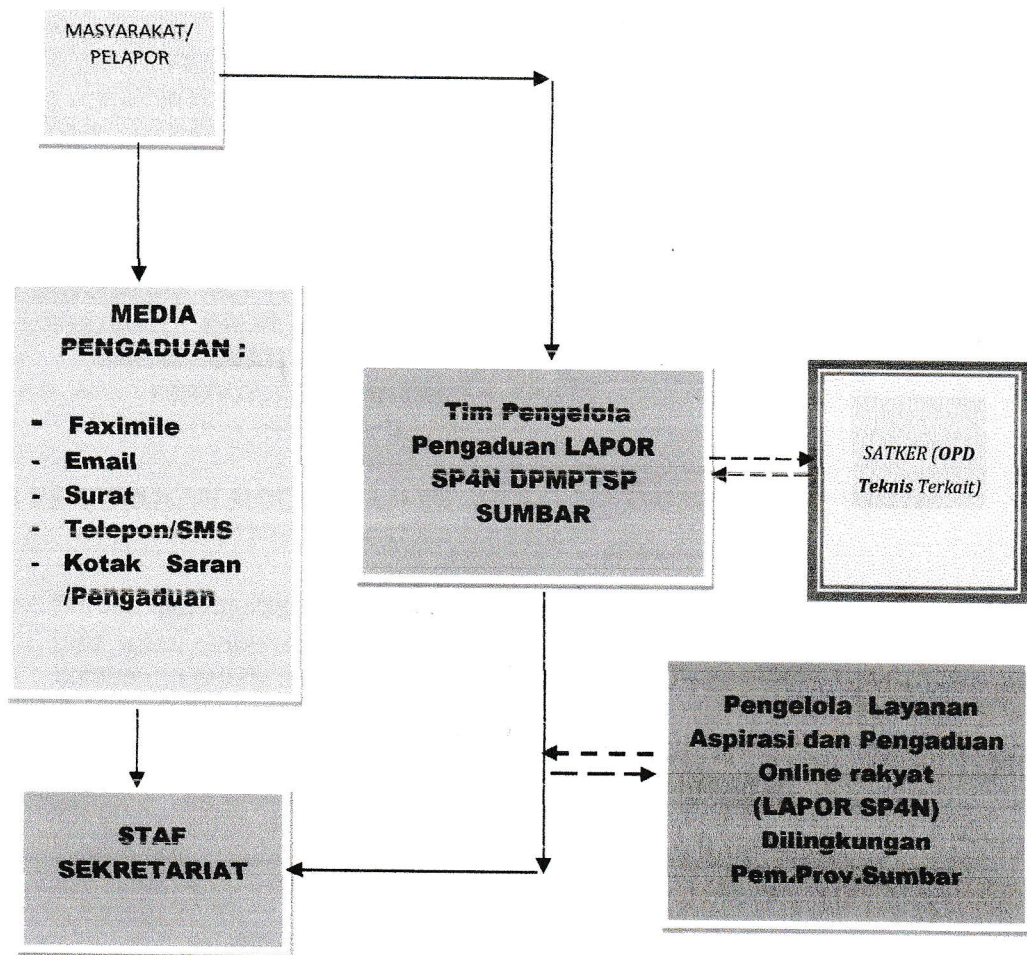 MASYARAKAT/
PELAPOR
MEDIA
PENGADUAN :
- Faximile
- Email
- Surat
- Telepon/SMS
- Kotak Saran
/Pengaduan
Tim Pengelola
Pengaduan LAPOR
SP4N DPMPTSP
SUMBAR
SATKER (OPD
Teknis Terkait)
Pengelola Layanan
Aspirasi dan Pengaduan
Online rakyat
(LAPOR SP4N)
Dilingkungan
Pem.Prov.Sumbar
STAF
SEKRETARIAT